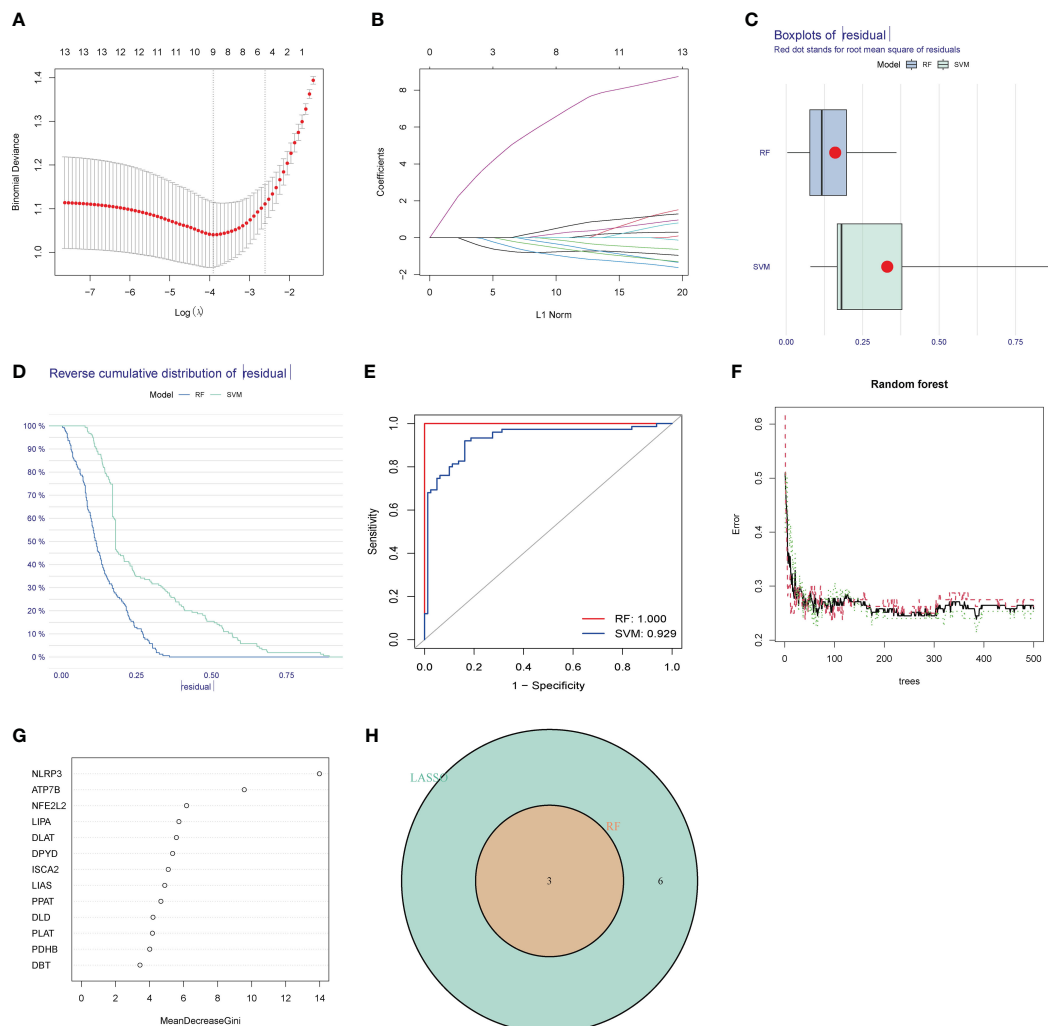 A
13 13 13 12 12 11 11 10 9 8 8 6 4 2 1
Binomial Deviance
1.4
1.3
1.2
1.1
1.0
−7 −6 −5 −4 −3 −2
Log (λ)
B
0 3 8 11 13
Coefficients
8
6
4
2
0
−2
0 5 10 15 20
L1 Norm
C
Boxplots of |residual|
Red dot stands for root mean square of residuals
Model RF SVM
RF
SVM
0.00 0.25 0.50 0.75
D
Reverse cumulative distribution of |residual|
Model RF SVM
100 %
90 %
80 %
70 %
60 %
50 %
40 %
30 %
20 %
10 %
0 %
0.00 0.25 0.50 0.75
|residual|
E
Sensitivity
1.0
0.8
0.6
0.4
0.2
0.0
RF: 1.000
SVM: 0.929
0.0 0.2 0.4 0.6 0.8 1.0
1 − Specificity
F
Random forest
Error
0.6
0.5
0.4
0.3
0.2
0 100 200 300 400 500
trees
G
NLRP3
ATP7B
NFE2L2
LIPA
DLAT
DPYD
ISCA2
LIAS
PPAT
DLD
PLAT
PDHB
DBT
0 2 4 6 8 10 12 14
MeanDecreaseGini
H
LASSO
RF
3 6